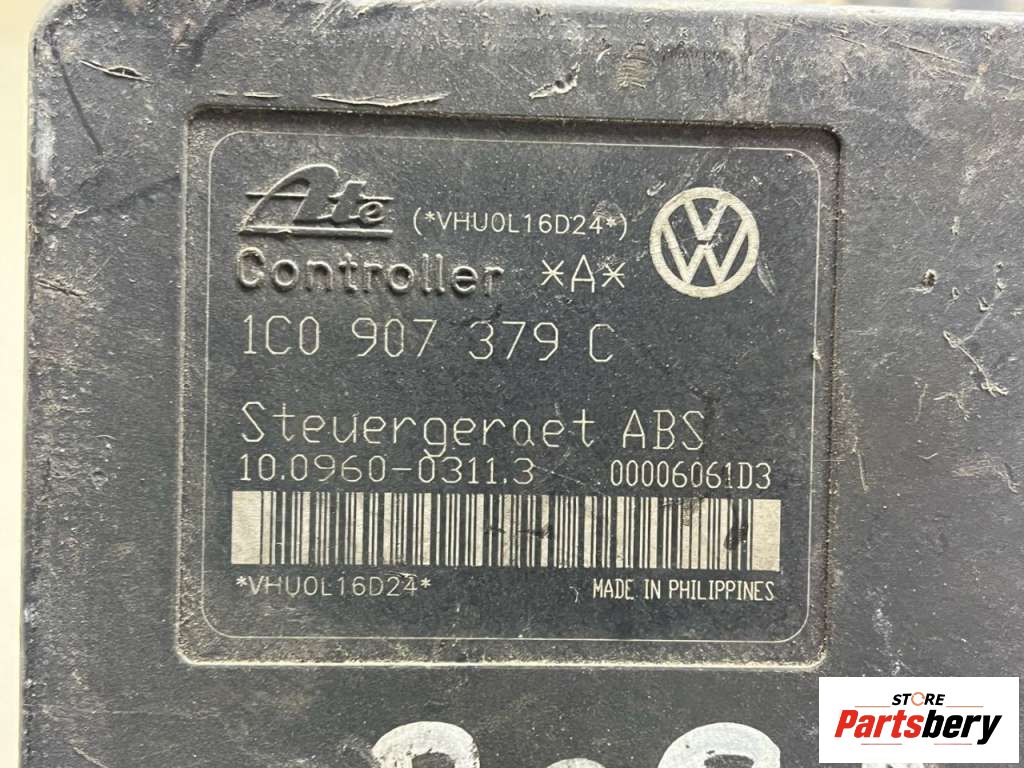 Ate (*VHU0L16D24*)
Controller *A*
1C0 907 379 C
Steuergeraet ABS
10.0960-0311.3 00006061D3
*VHU0L16D24*
MADE IN PHILIPPINES
STORE
Partsbery